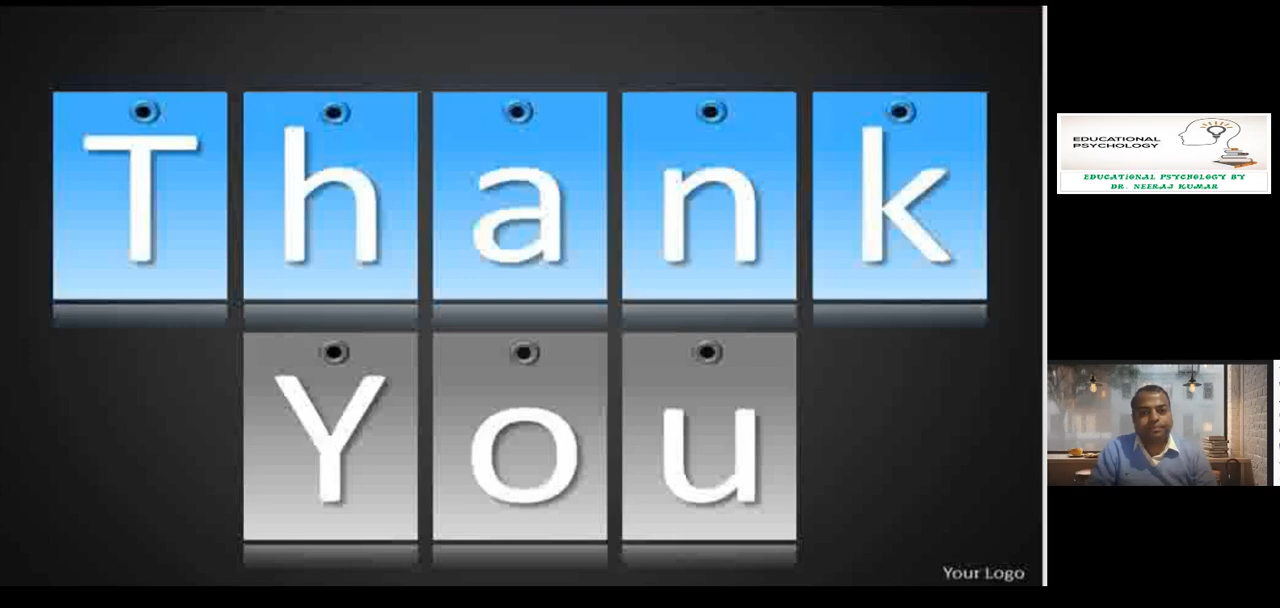 Thank
You
Your Logo
EDUCATIONAL
PSYCHOLOGY
EDUCATIONAL PSYCHOLOGY BY
DR. NEERAJ KUMAR